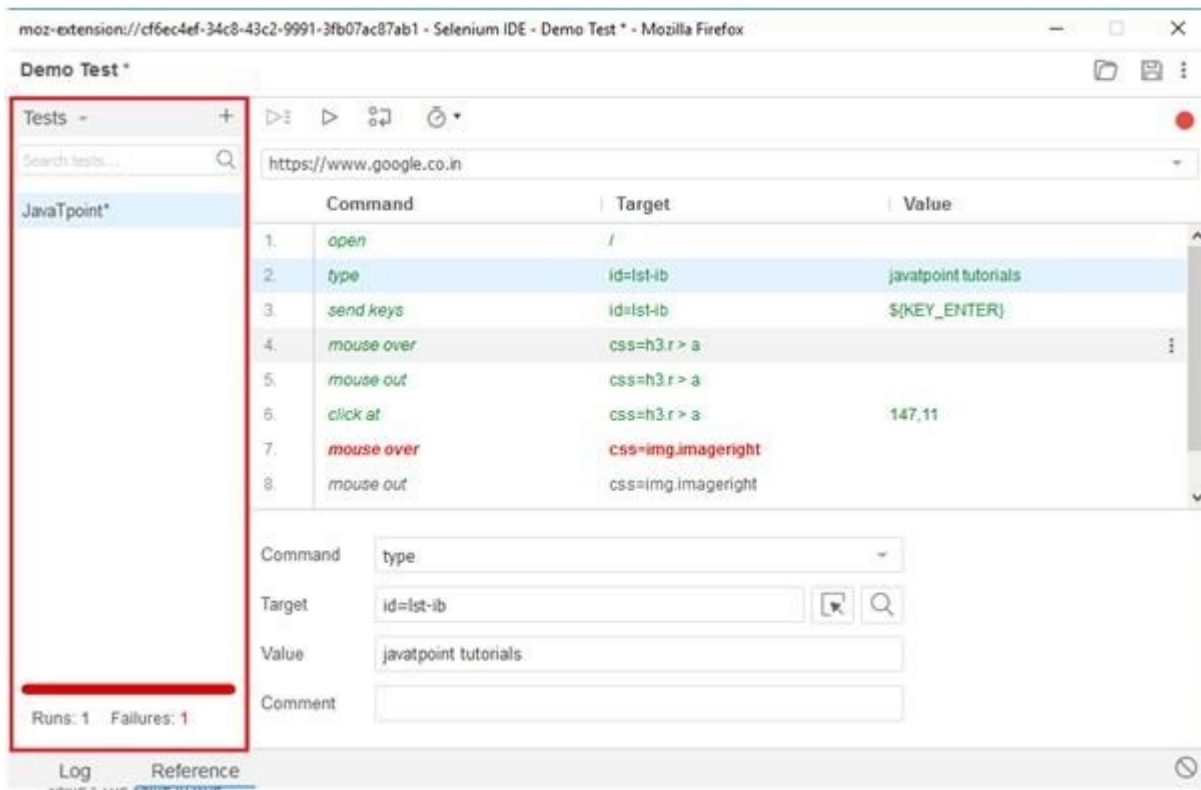 moz-extension://cf6ec4ef-34c8-43c2-9991-3fb07ac87ab1 - Selenium IDE - Demo Test * - Mozilla Firefox
Demo Test*
Tests
Search tests...
JavaTpoint*
Runs: 1 Failures: 1
https://www.google.co.in
Command Target Value
1. open /
2. type id=lst-ib javatpoint tutorials
3. send keys id=lst-ib ${KEY_ENTER}
4. mouse over css=h3.r > a
5. mouse out css=h3.r > a
6. click at css=h3.r > a 147,11
7. mouse over css=img.imageright
8. mouse out css=img.imageright
Command type
Target id=lst-ib
Value javatpoint tutorials
Comment
Log Reference